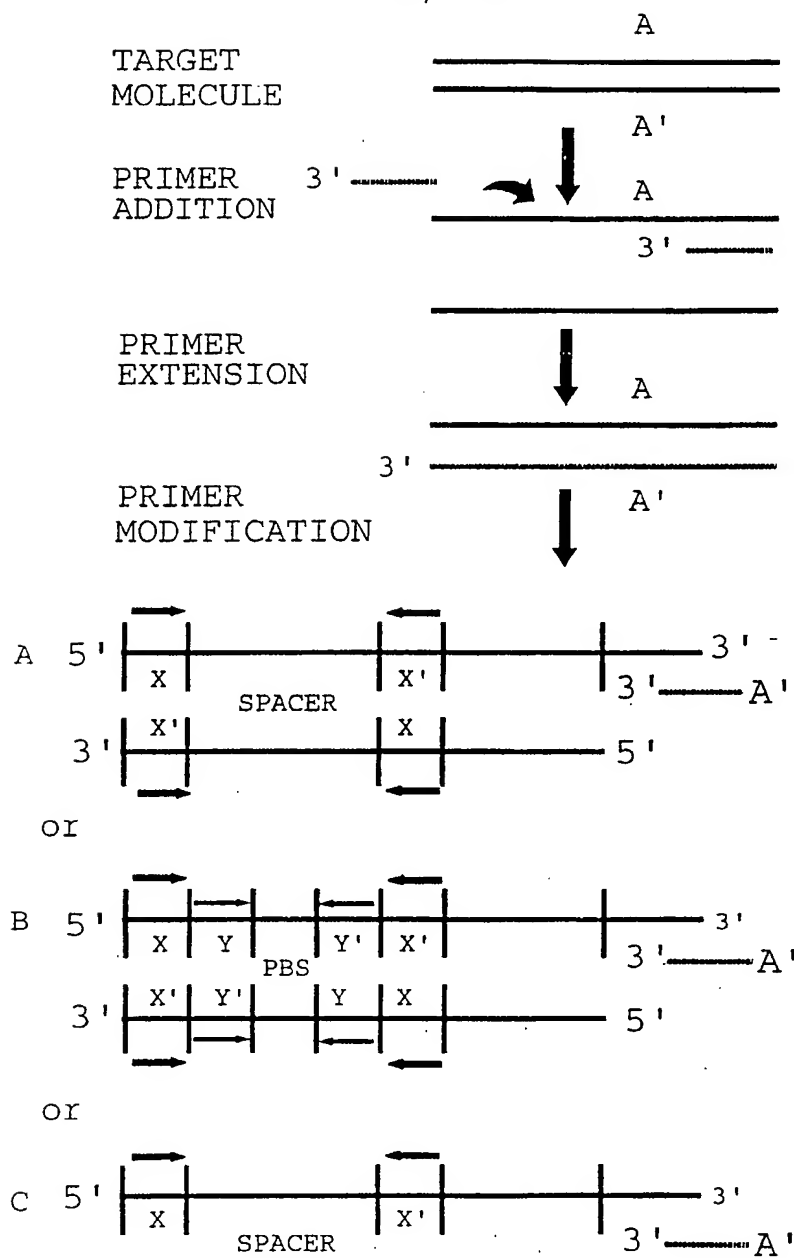 A
TARGET
MOLECULE
A'
PRIMER 3'
ADDITION
A
3'
PRIMER
EXTENSION
A
3'
PRIMER
MODIFICATION
A'
A 5' 3'
X X' 3' A'
SPACER
X' X
3' 5'
or
B 5' 3'
X Y Y' X' 3' A'
PBS
X' Y' Y X
3' 5'
or
C 5' 3'
X X'
SPACER 3' A'